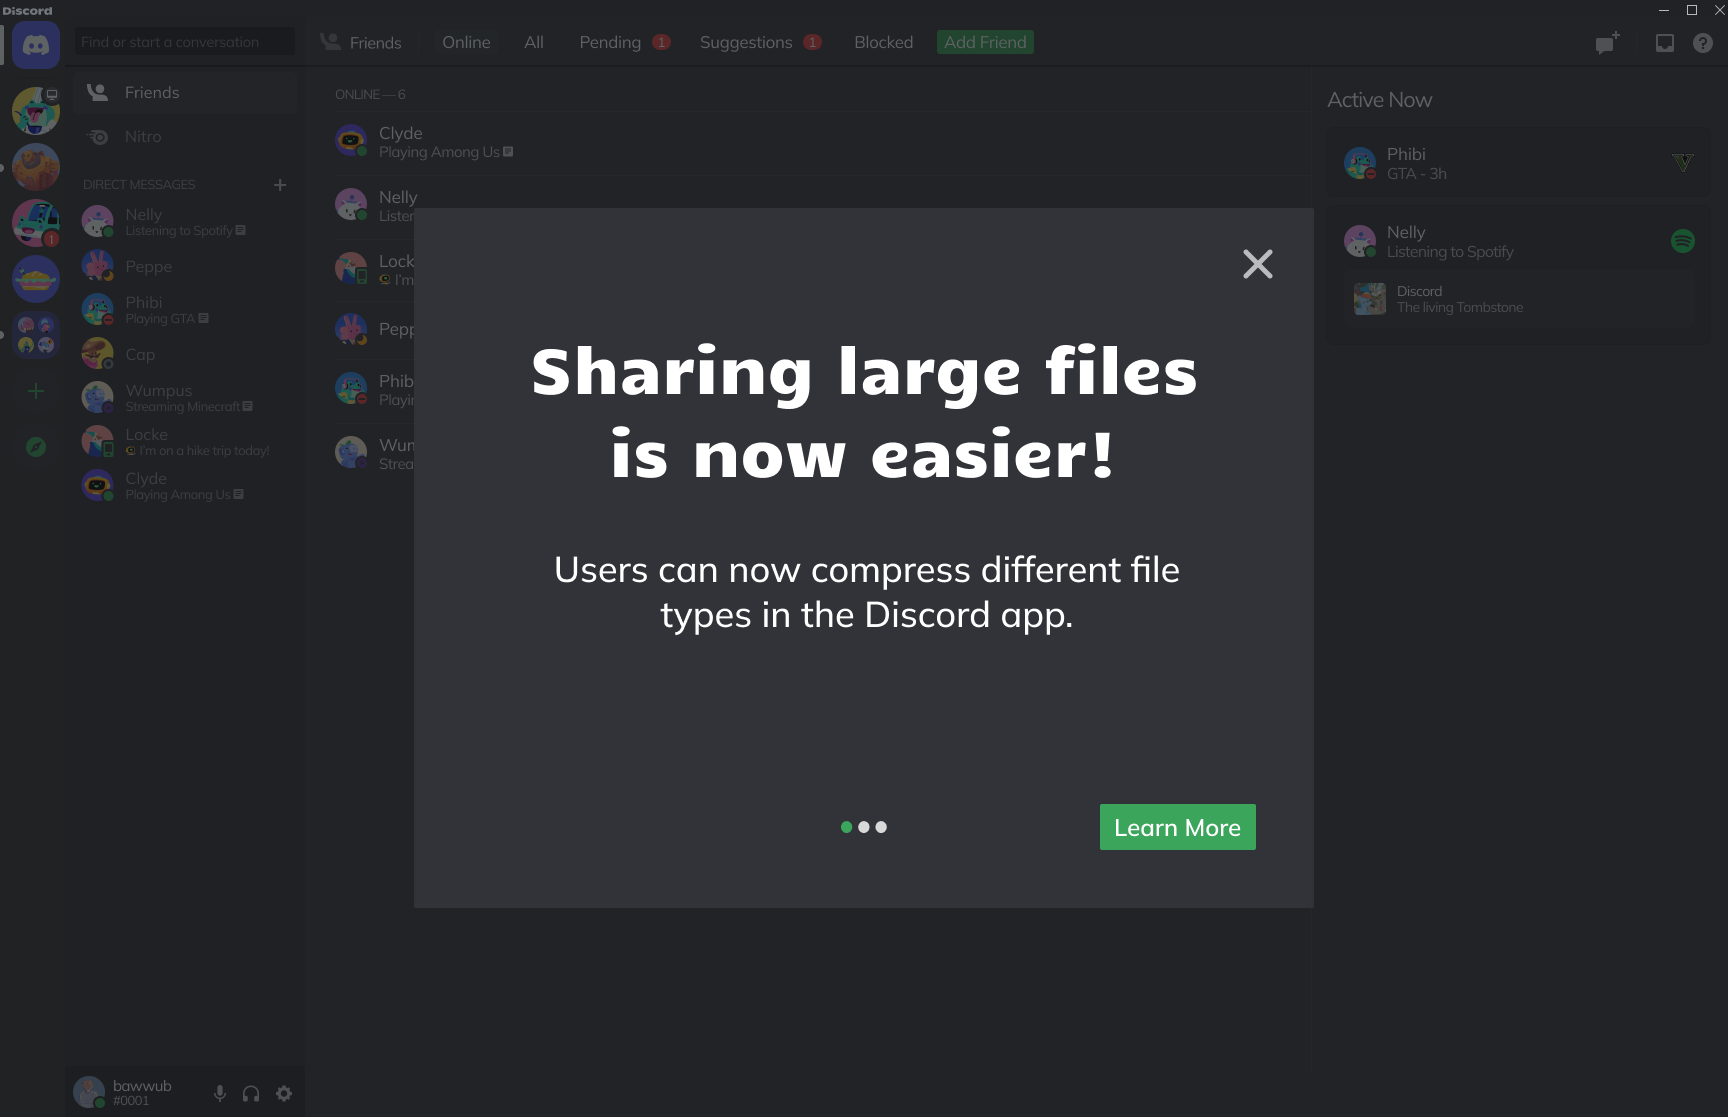 Discord
Find or start a conversation
Friends
Online
All
Pending
1
Suggestions
1
Blocked
Add Friend
Friends
Nitro
DIRECT MESSAGES
Nelly
Listening to Spotify
Peppe
Phibi
Playing GTA
Cap
Wumpus
Streaming Minecraft
Locke
I'm on a hike trip today!
Clyde
Playing Among Us
1
ONLINE — 6
Clyde
Playing Among Us
Nelly
Listen
Lock
I'm
Pepp
Phib
Playin
Wum
Strea
Sharing large files
is now easier!
Users can now compress different file
types in the Discord app.
Learn More
Active Now
Phibi
GTA - 3h
Nelly
Listening to Spotify
Discord
The living Tombstone
bawwub
#0001